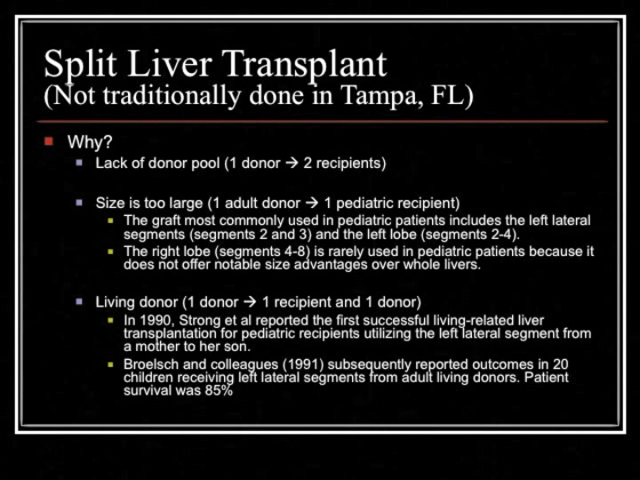 Split Liver Transplant
(Not traditionally done in Tampa, FL)
Why?
Lack of donor pool (1 donor → 2 recipients)
Size is too large (1 adult donor → 1 pediatric recipient)
The graft most commonly used in pediatric patients includes the left lateral
segments (segments 2 and 3) and the left lobe (segments 2-4).
The right lobe (segments 4-8) is rarely used in pediatric patients because it
does not offer notable size advantages over whole livers.
Living donor (1 donor → 1 recipient and 1 donor)
In 1990, Strong et al reported the first successful living-related liver
transplantation for pediatric recipients utilizing the left lateral segment from
a mother to her son.
Broelsch and colleagues (1991) subsequently reported outcomes in 20
children receiving left lateral segments from adult living donors. Patient
survival was 85%